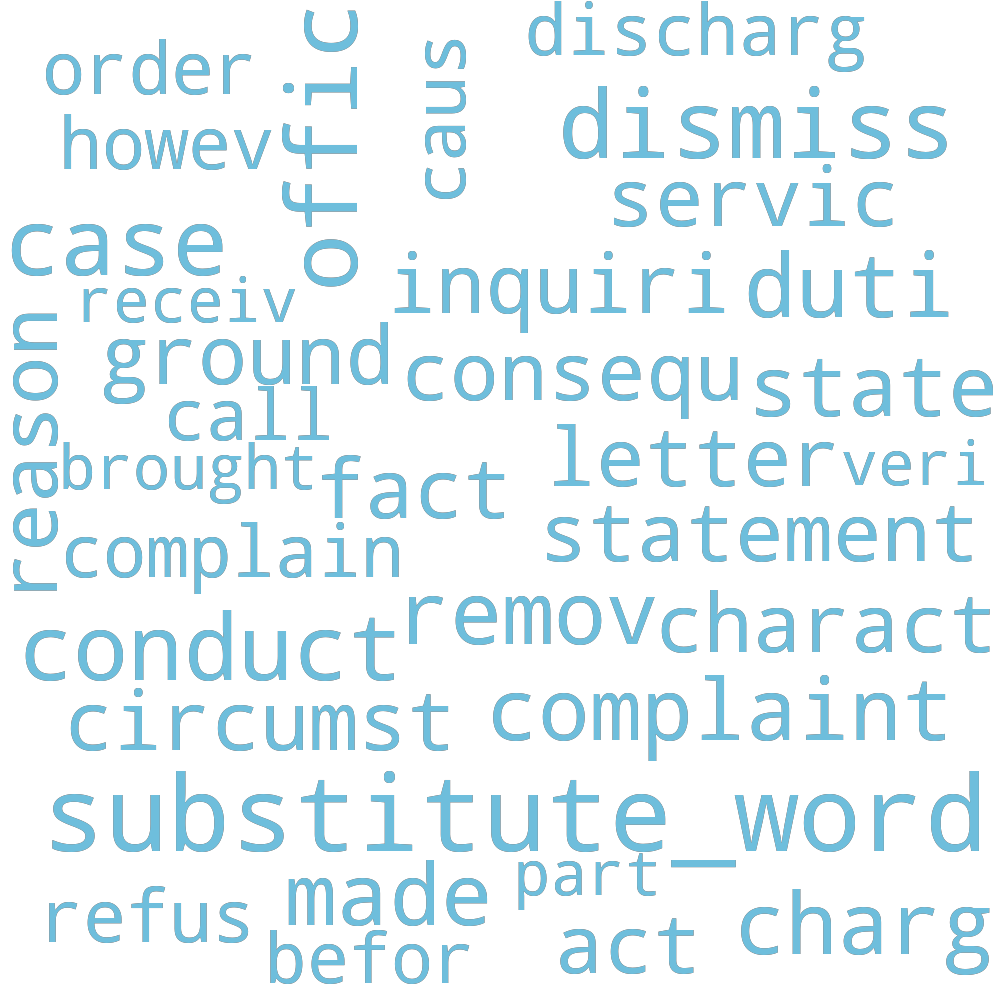 discharg
order
offic
caus
howev
dismiss
servic
case
receiv
inquiri
duti
reason
ground
consequ
state
call
brought
fact
letter
veri
complain
statement
conduct
remov
charact
circumst
complaint
substitute_word
part
made
refus
befor
act
charg